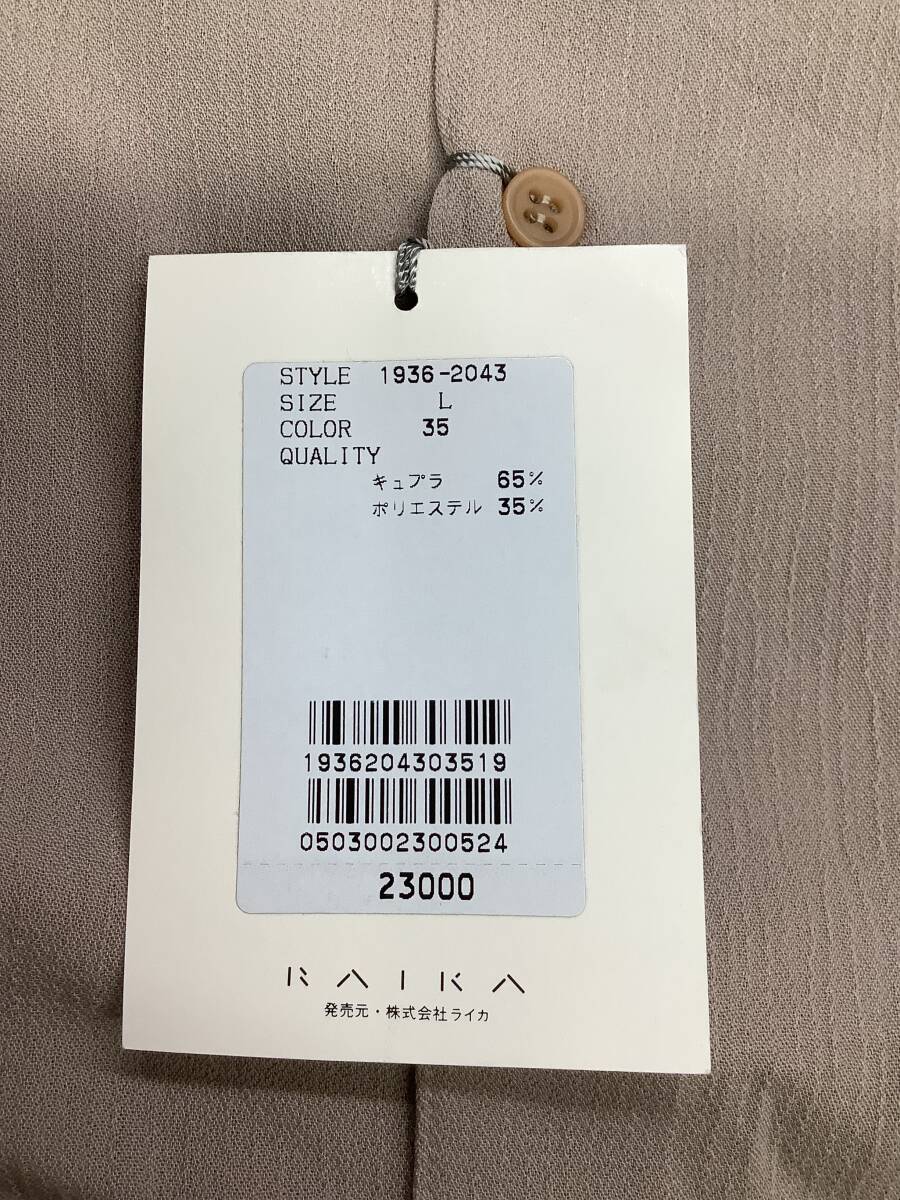 STYLE 1936-2043
SIZE L
COLOR 35
QUALITY
キュプラ 65%
ポリエステル 35%
1936204303519
0503002300524
23000
RAIKA
発売元・株式会社ライカ